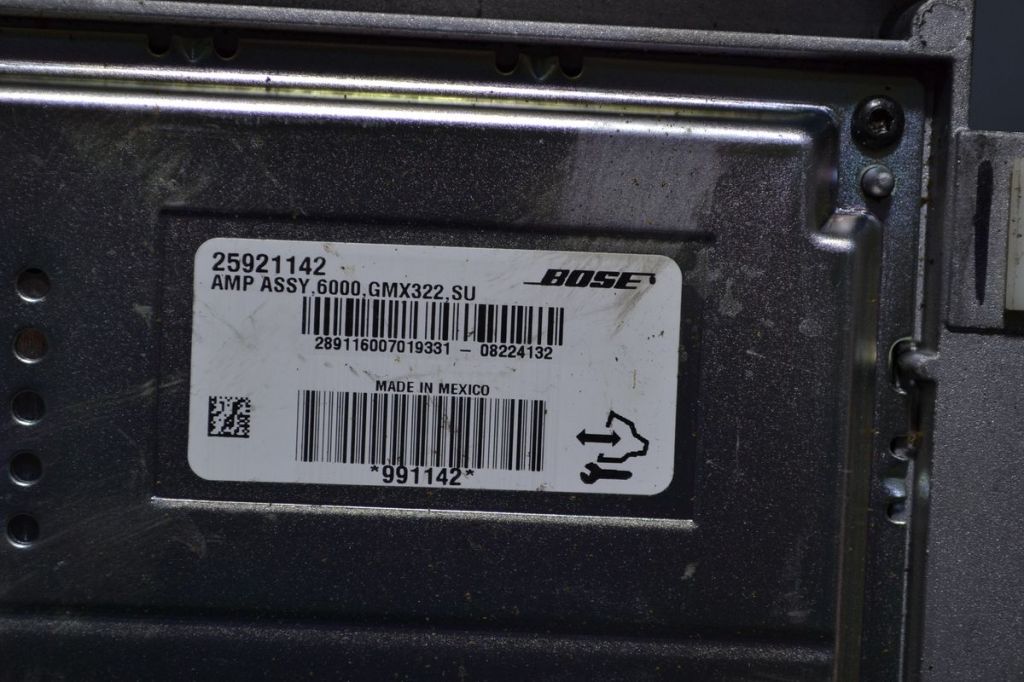 25921142
BOSE
AMP ASSY,6000,GMX322,SU
289116007019331 - 08224132
MADE IN MEXICO
*991142*